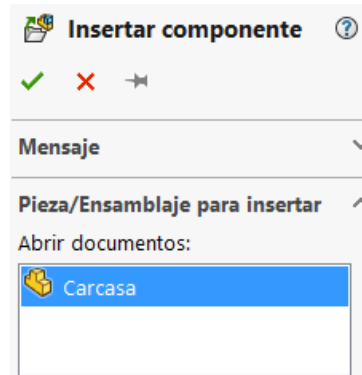 Insertar componente
Mensaje
Pieza/Ensamblaje para insertar
Abrir documentos:
Carcasa